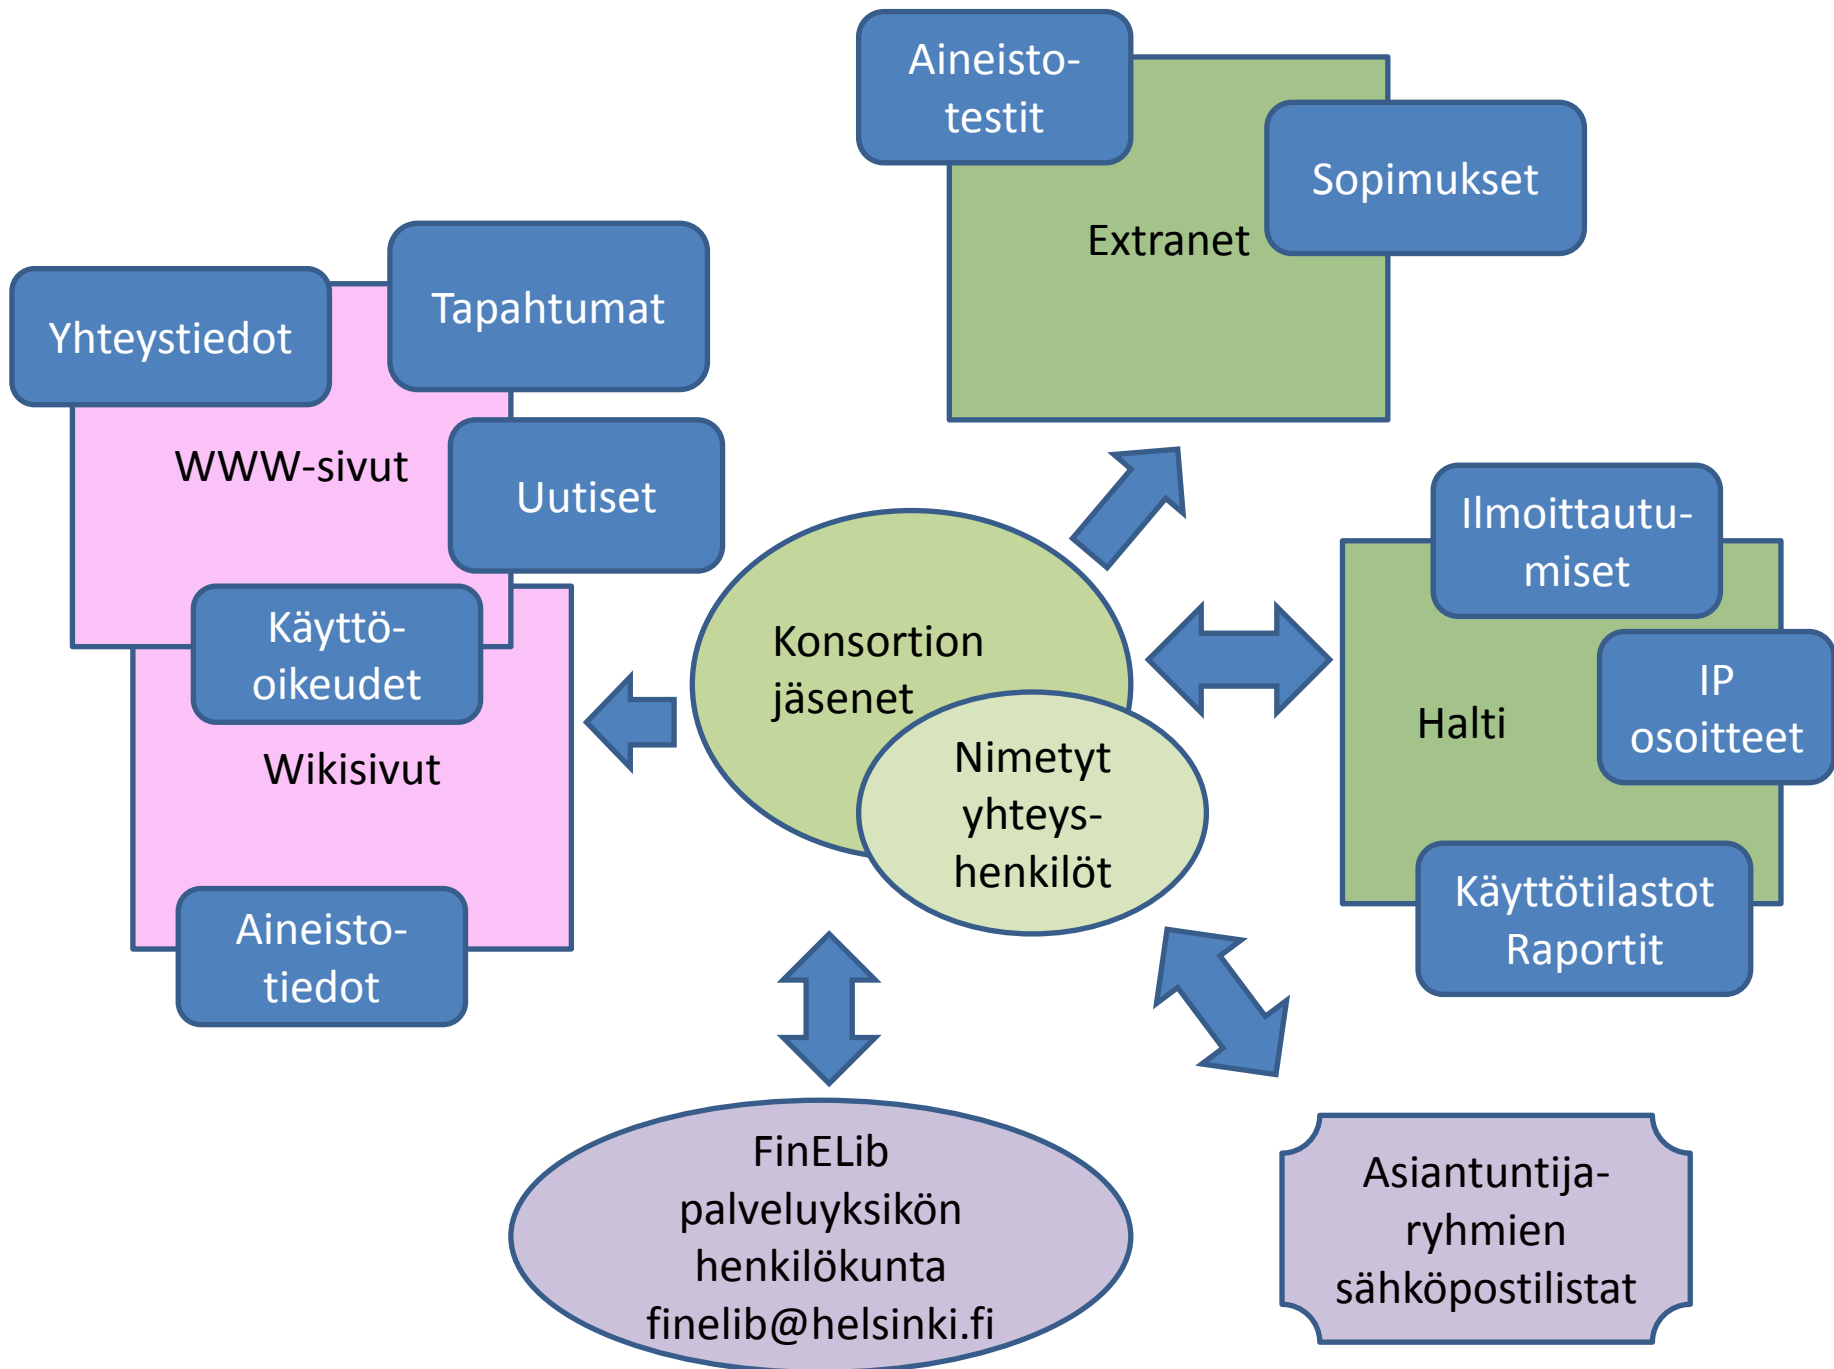 Aineisto-
testit
Sopimukset
Extranet
Tapahtumat
Yhteystiedot
WWW-sivut
Uutiset
Käyttö-
oikeudet
Wikisivut
Aineisto-
tiedot
Konsortion
jäsenet
Nimetyt
yhteys-
henkilöt
Ilmoittautu-
miset
IP
osoitteet
Halti
Käyttötilastot
Raportit
FinELib
palveluyksikön
henkilökunta
finelib@helsinki.fi
Asiantuntija-
ryhmien
sähköpostilistat